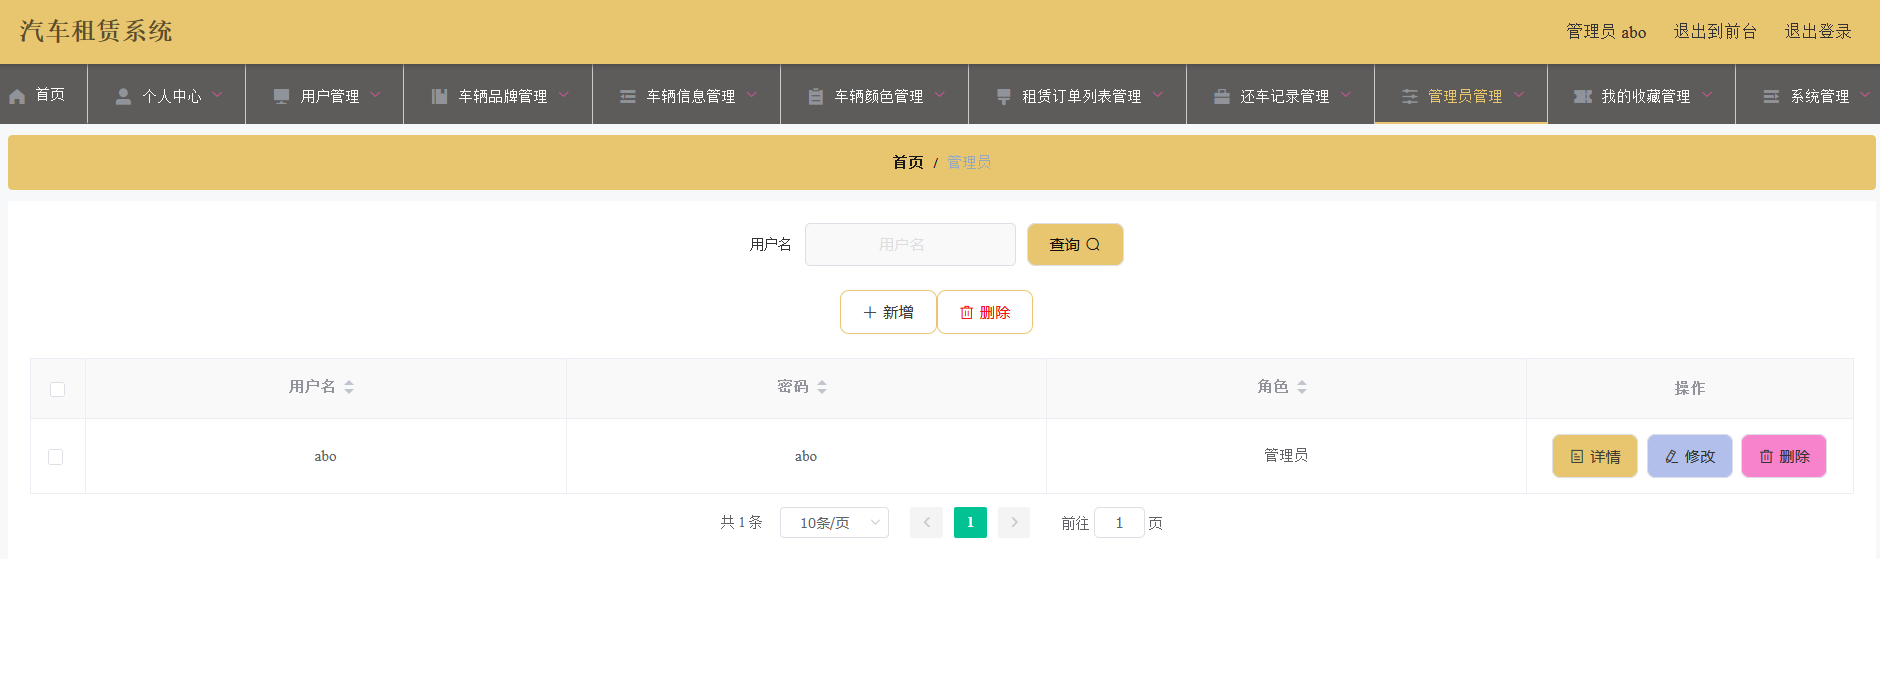 汽车租赁系统
管理员 abo 退出到前台 退出登录
首页 个人中心 用户管理 车辆品牌管理 车辆信息管理 车辆颜色管理 租赁订单列表管理 还车记录管理 管理员管理 我的收藏管理 系统管理
首页 / 管理员
用户名 用户名 查询
新增 删除
用户名 密码 角色 操作
abo abo 管理员 详情 修改 删除
共 1 条 10条/页 1 前往 1 页